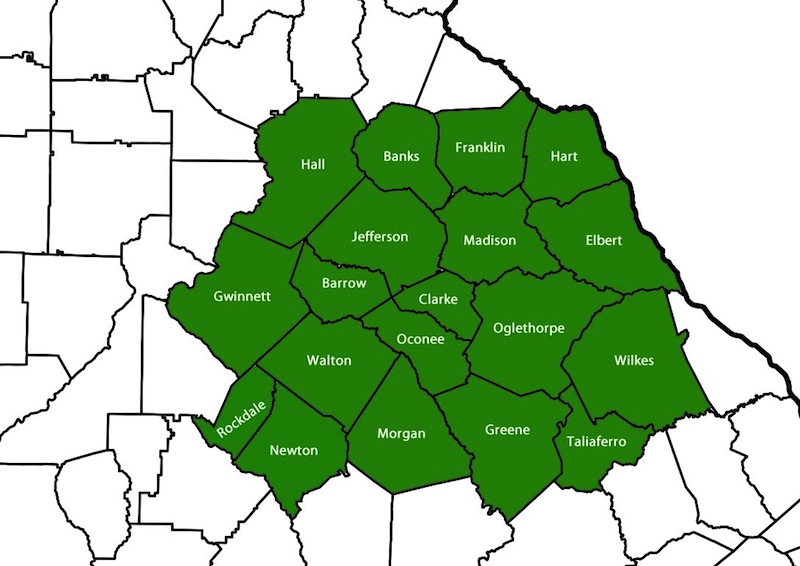 Hall
Banks
Franklin
Hart
Jefferson
Madison
Elbert
Gwinnett
Barrow
Clarke
Oconee
Oglethorpe
Walton
Wilkes
Rockdale
Newton
Morgan
Greene
Taliaferro